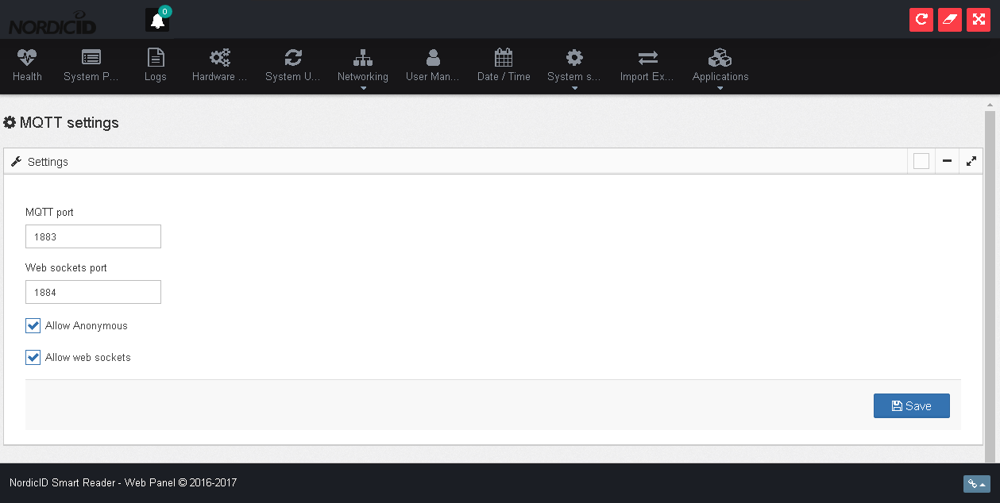 NORDICID
0
Health
System P...
Logs
Hardware ...
System U...
Networking
User Man...
Date / Time
System s...
Import Ex...
Applications
MQTT settings
Settings
MQTT port
1883
Web sockets port
1884
Allow Anonymous
Allow web sockets
Save
NordicID Smart Reader - Web Panel © 2016-2017